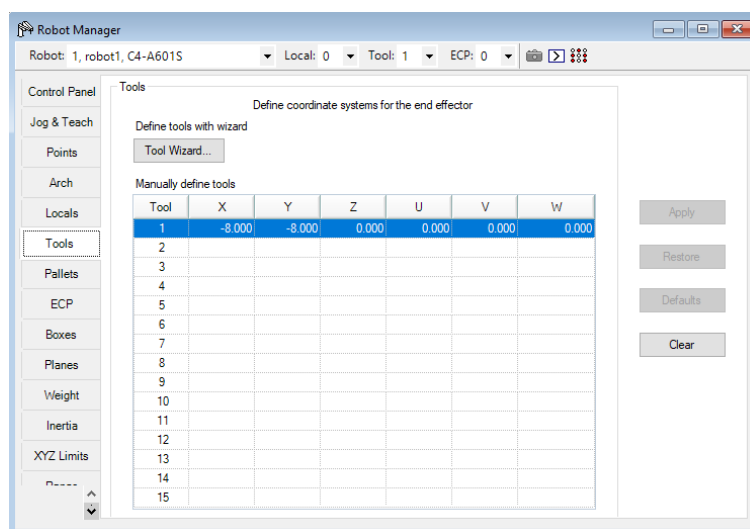 Robot Manager
Robot: 1, robot1, C4-A601S Local: 0 Tool: 1 ECP: 0
Control Panel
Jog & Teach
Points
Arch
Locals
Tools
Pallets
ECP
Boxes
Planes
Weight
Inertia
XYZ Limits
Tools
Define coordinate systems for the end effector
Define tools with wizard
Tool Wizard...
Manually define tools
Tool X Y Z U V W
1 -8.000 -8.000 0.000 0.000 0.000 0.000
2
3
4
5
6
7
8
9
10
11
12
13
14
15
Apply
Restore
Defaults
Clear